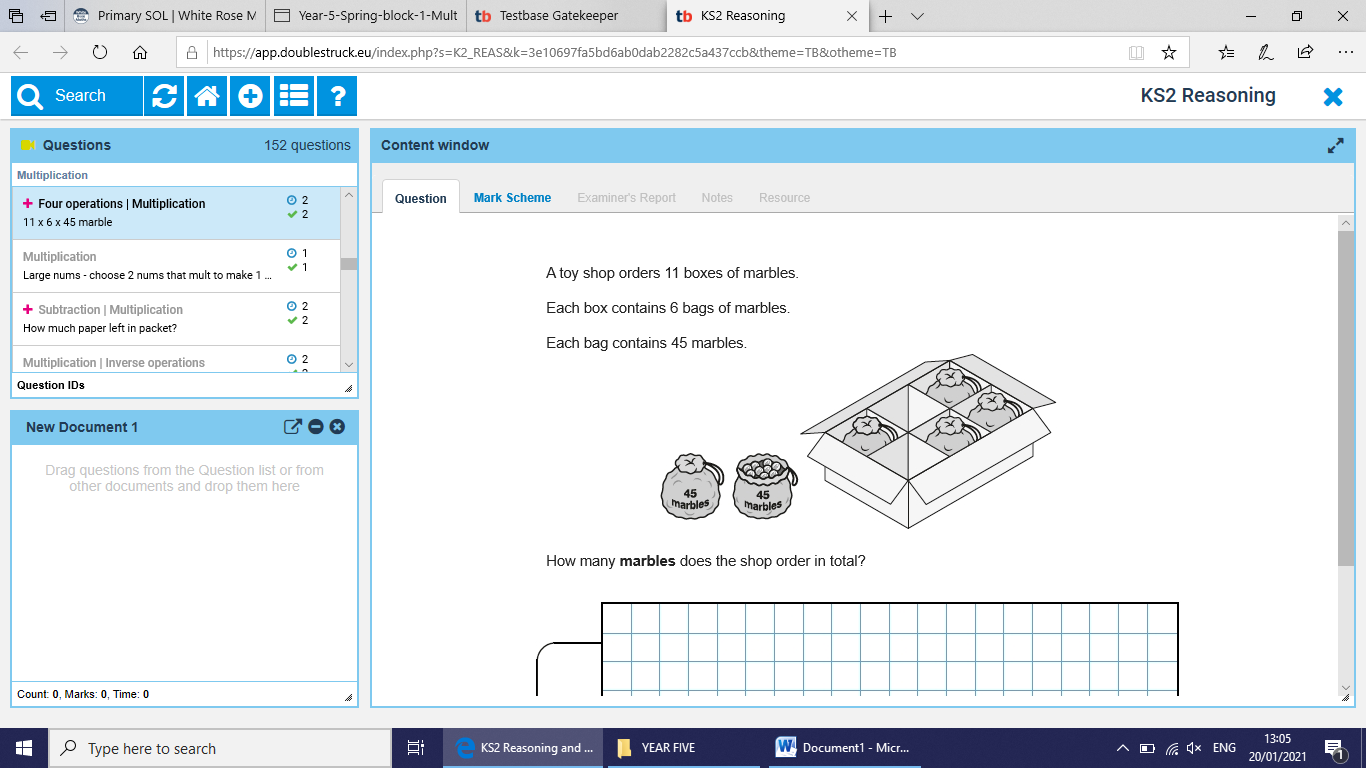 Primary SOL | White Rose M
Year-5-Spring-block-1-Mult
tb Testbase Gatekeeper
tb KS2 Reasoning
https://app.doublestruck.eu/index.php?s=K2_REAS&k=3e10697fa5bd6ab0dab2282c5a437ccb&theme=TB&otheme=TB
Search
?
KS2 Reasoning
Questions 152 questions
Multiplication
Four operations | Multiplication 2
11 x 6 x 45 marble 2
Multiplication 1
Large nums - choose 2 nums that mult to make 1 ... 1
Subtraction | Multiplication 2
How much paper left in packet? 2
Multiplication | Inverse operations 2
Question IDs
New Document 1
Drag questions from the Question list or from
other documents and drop them here
Count: 0, Marks: 0, Time: 0
Content window
Question Mark Scheme Examiner's Report Notes Resource
A toy shop orders 11 boxes of marbles.
Each box contains 6 bags of marbles.
Each bag contains 45 marbles.
45
marbles
45
marbles
How many marbles does the shop order in total?
Type here to search
KS2 Reasoning and ...
YEAR FIVE
Document1 - Micr...
ENG
13:05
20/01/2021
1